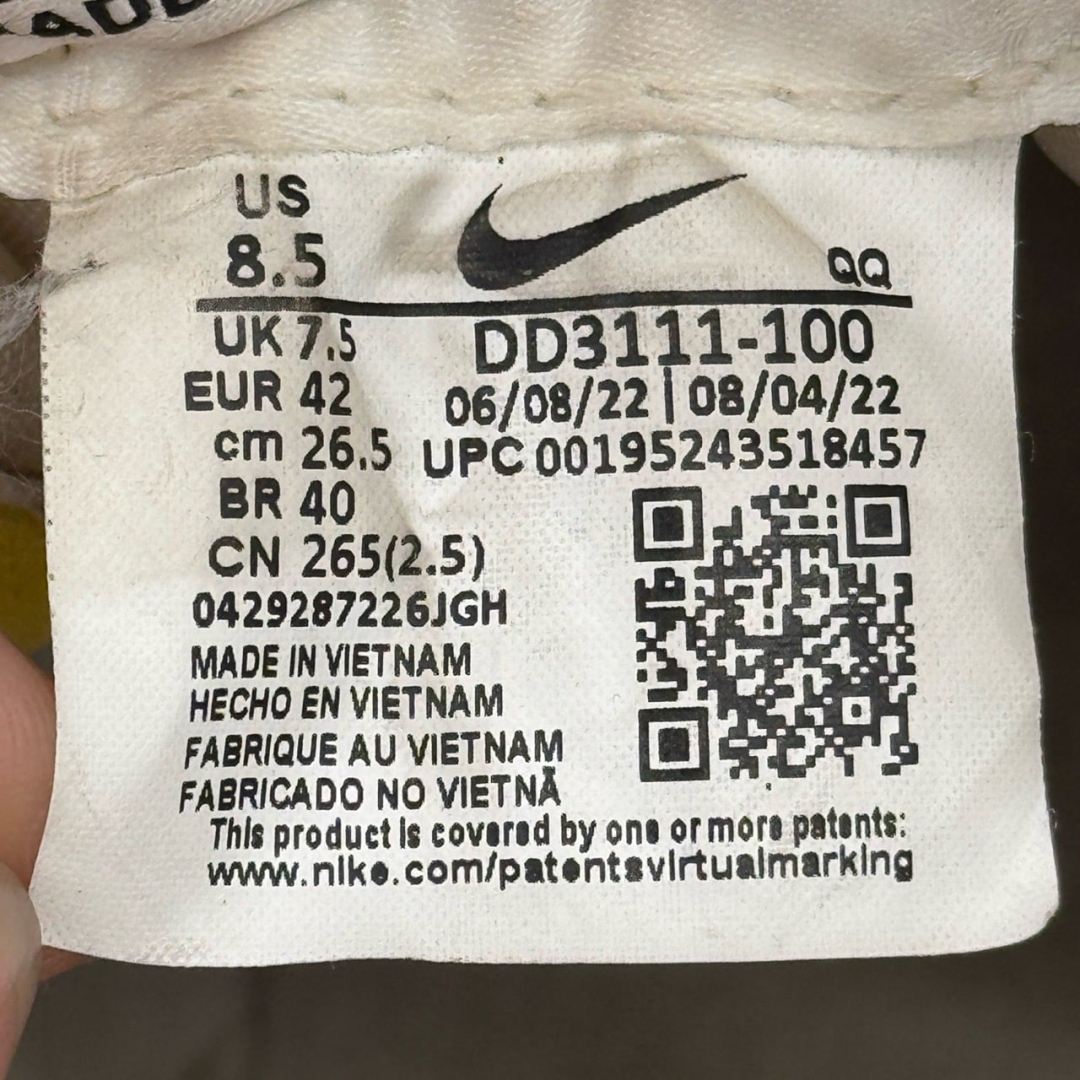 US
8.5
QQ
UK 7.5
DD3111-100
EUR 42
06/08/22 | 08/04/22
cm 26.5
UPC 00195243518457
BR 40
CN 265(2.5)
0429287226JGH
MADE IN VIETNAM
HECHO EN VIETNAM
FABRIQUE AU VIETNAM
FABRICADO NO VIETNÃ
This product is covered by one or more patents:
www.nike.com/patentsvirtualmarking